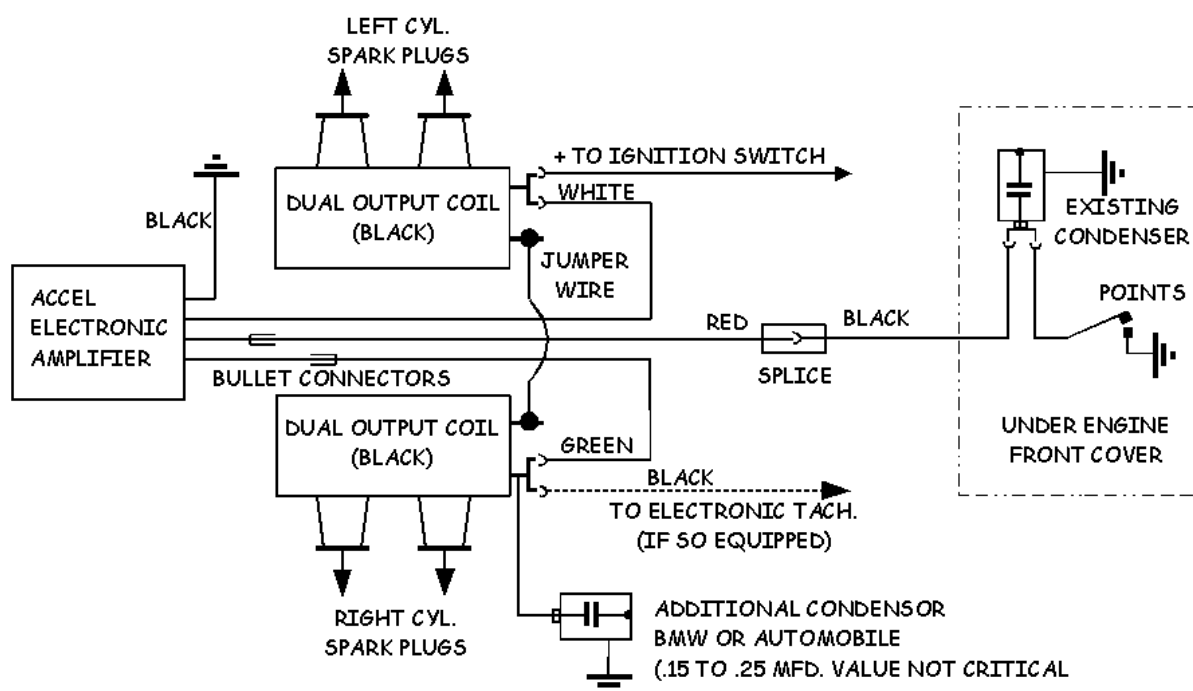 LEFT CYL.
SPARK PLUGS
+ TO IGNITION SWITCH
WHITE
DUAL OUTPUT COIL
(BLACK)
BLACK
EXISTING
CONDENSER
JUMPER
WIRE
ACCEL
ELECTRONIC
AMPLIFIER
POINTS
RED
BLACK
SPLICE
BULLET CONNECTORS
DUAL OUTPUT COIL
(BLACK)
GREEN
UNDER ENGINE
FRONT COVER
BLACK
TO ELECTRONIC TACH.
(IF SO EQUIPPED)
RIGHT CYL.
SPARK PLUGS
ADDITIONAL CONDENSOR
BMW OR AUTOMOBILE
(.15 TO .25 MFD. VALUE NOT CRITICAL